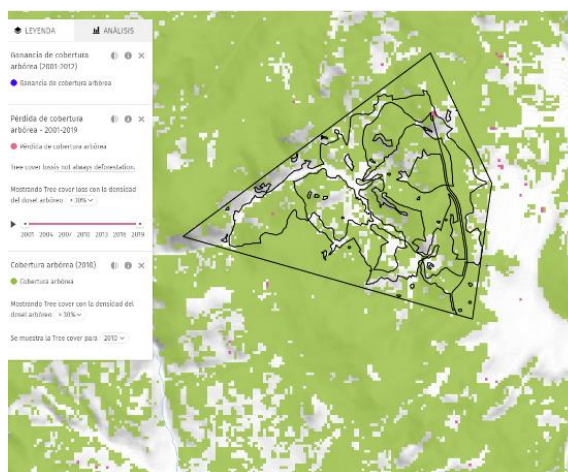 LEYENDA
ANÁLISIS
Ganancia de cobertura
arbórea (2001-2012)
Ganancia de cobertura arbórea
Pérdida de cobertura
arbórea - 2001-2019
Pérdida de cobertura arbórea
Tree cover loss is not always deforestation.
Mostrando Tree cover loss con la densidad
del dosel arbóreo > 30%
2001 2004 2007 2010 2013 2016 2019
Cobertura arbórea (2010)
Cobertura arbórea
Mostrando Tree cover con la densidad del
dosel arbóreo > 30%
Se muestra la Tree cover para 2010